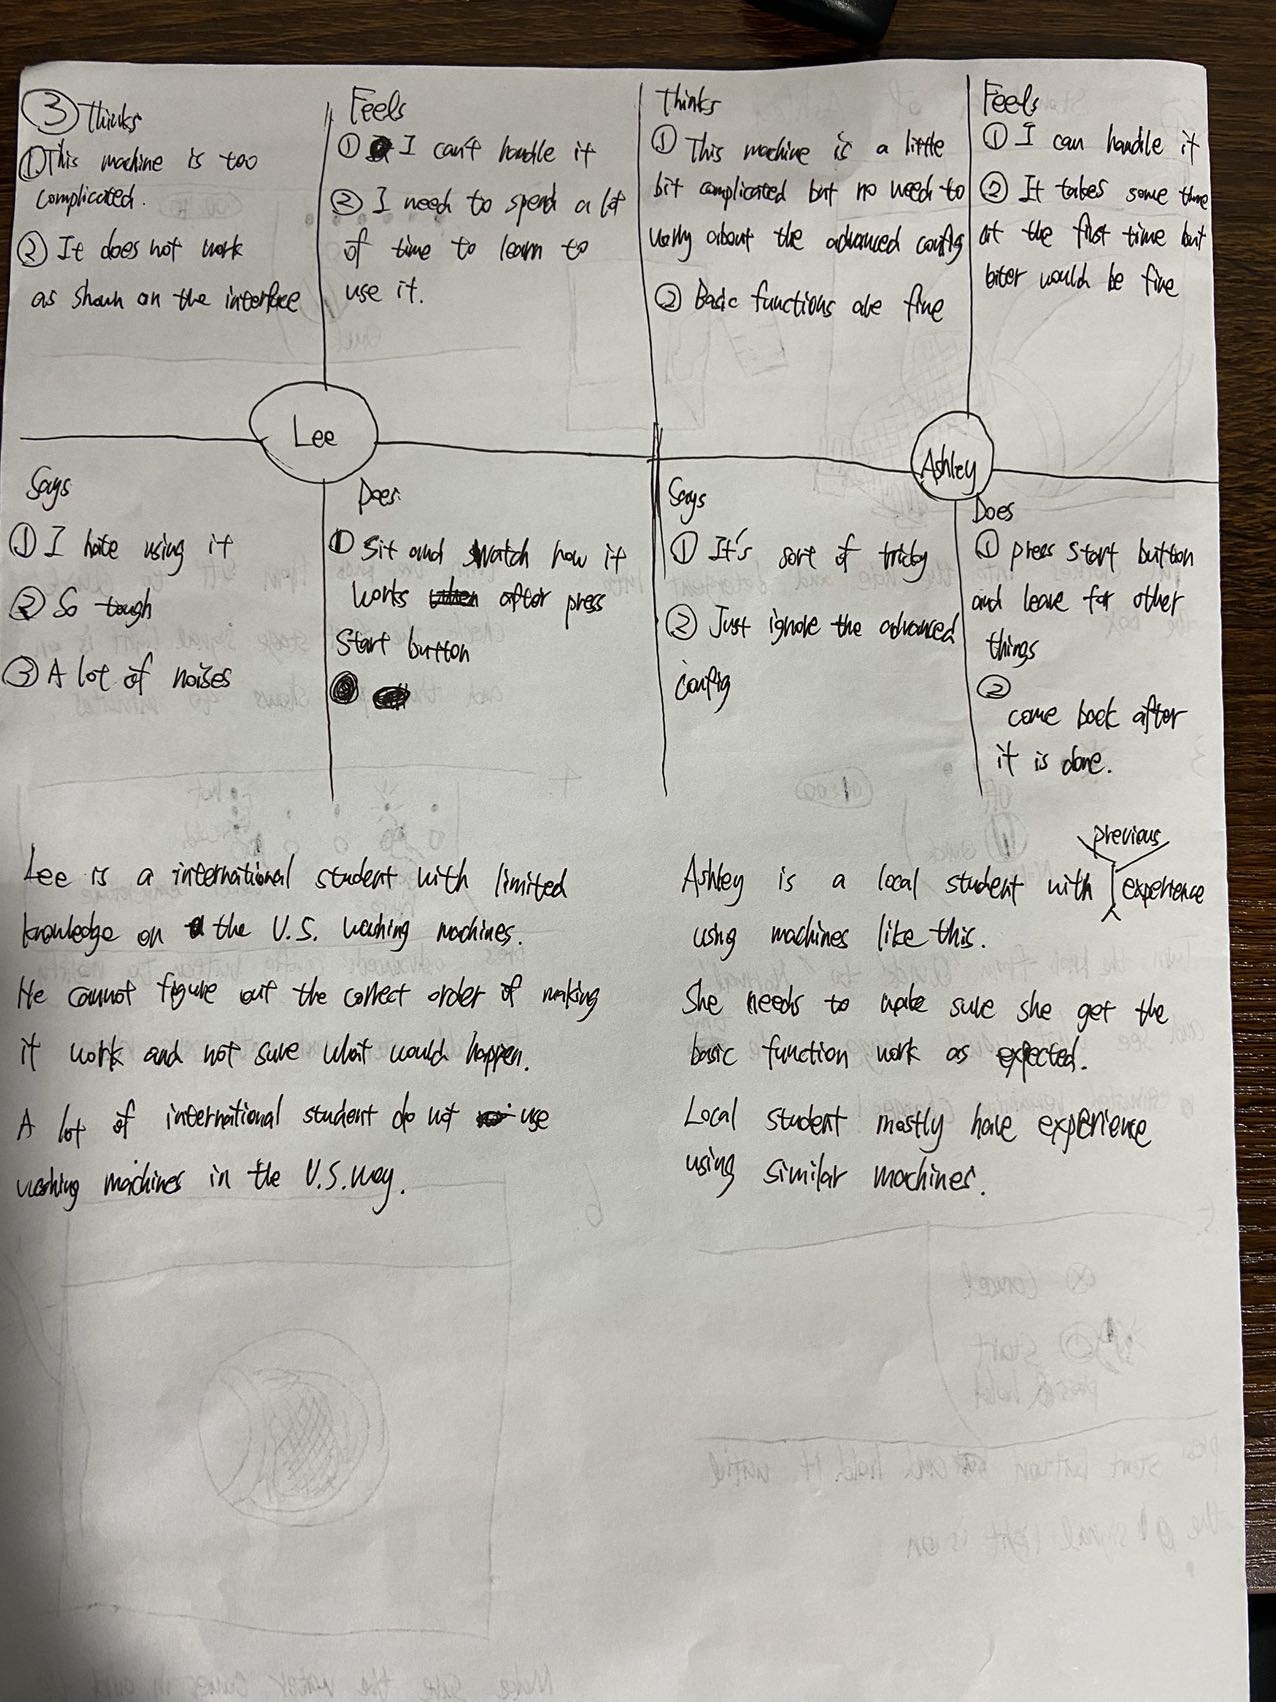 ③ Thinks
① This machine is too
complicated.
② It does not work
as shown on the interface
Feels
① I can't handle it
② I need to spend a lot
of time to learn to
use it.
Lee
Says
① I hate using it
② So tough
③ A lot of noises
Does
① Sit and watch how it
works after press
Start button
Thinks
① This machine is a little
bit complicated but no need to
worry about the advanced config
② Basic functions are fine
Feels
① I can handle it
② It takes some time
at the first time but
would be fine
Ashley
Says
① It's sort of tricky
② Just ignore the advanced
config
Does
① press start button
and leave for other
things
②
come back after
it is done.
Lee is a international student with limited
knowledge on the U.S. washing machines.
He cannot figure out the correct order of making
it work and not sure what would happen.
A lot of international student do not use
washing machines in the U.S. way.
previous
Ashley is a local student with experience
using machines like this.
She needs to make sure she get the
basic function work as expected.
Local student mostly have experience
using similar machines.